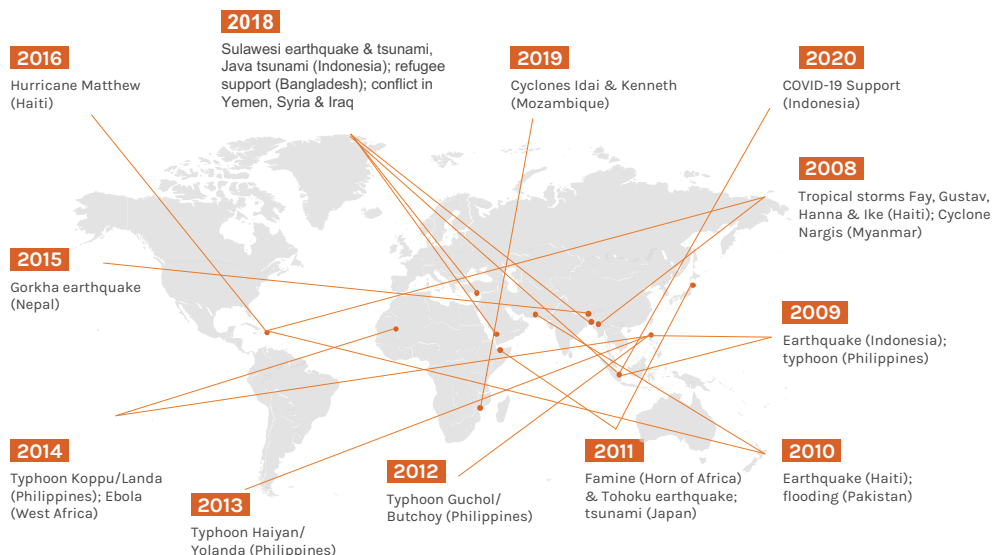 2018
Sulawesi earthquake & tsunami,
Java tsunami (Indonesia); refugee
support (Bangladesh); conflict in
Yemen, Syria & Iraq
2016
Hurricane Matthew
(Haiti)
2019
Cyclones Idai & Kenneth
(Mozambique)
2020
COVID-19 Support
(Indonesia)
2008
Tropical storms Fay, Gustav,
Hanna & Ike (Haiti); Cyclone
Nargis (Myanmar)
2015
Gorkha earthquake
(Nepal)
2009
Earthquake (Indonesia);
typhoon (Philippines)
2014
Typhoon Koppu/Landa
(Philippines); Ebola
(West Africa)
2013
Typhoon Haiyan/
Yolanda (Philippines)
2012
Typhoon Guchol/
Butchoy (Philippines)
2011
Famine (Horn of Africa)
& Tohoku earthquake;
tsunami (Japan)
2010
Earthquake (Haiti);
flooding (Pakistan)